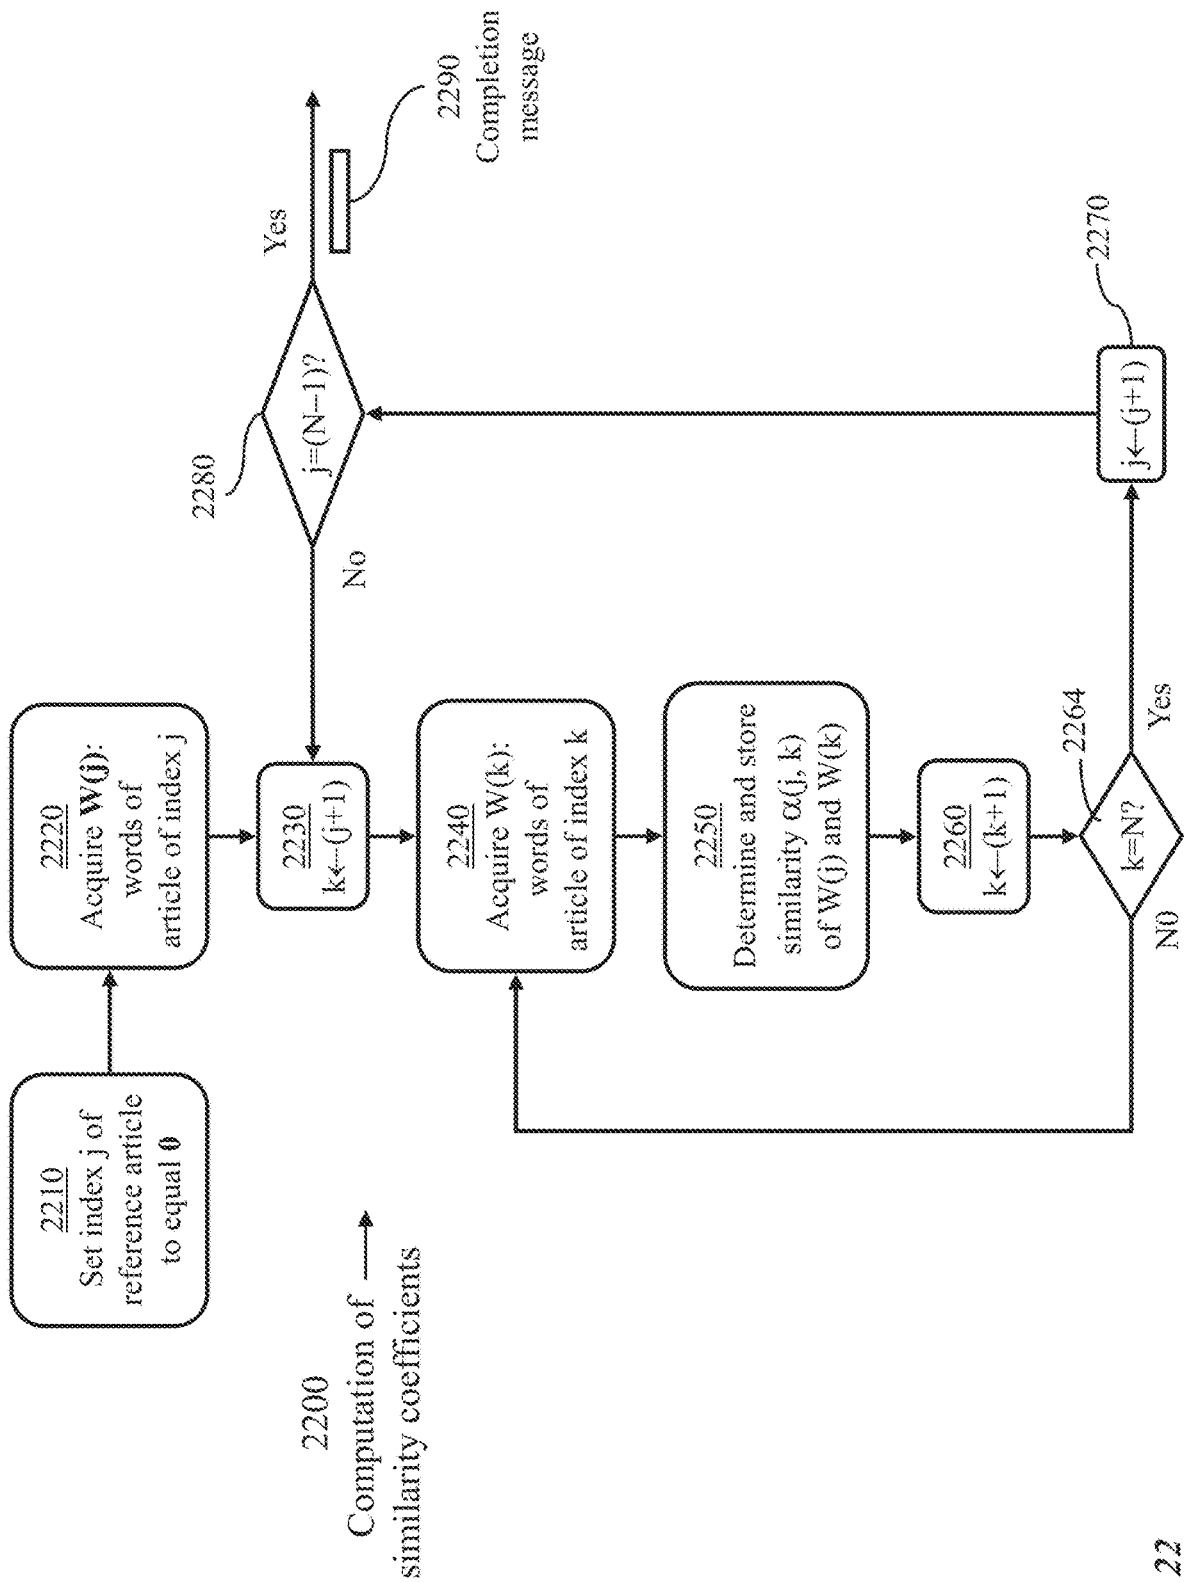 2210
Set index j of
reference article
to equal 0
2220
Acquire W(j):
words of
article of index j
2230
k←(j+1)
2240
Acquire W(k):
words of
article of index k
2250
Determine and store
similarity α(j, k)
of W(j) and W(k)
2260
k←(k+1)
2264
k=N?
N0
Yes
2270
j←(j+1)
2280
j=(N−1)?
No
Yes
2290
Completion
message
2200
Computation of
similarity coefficients
22